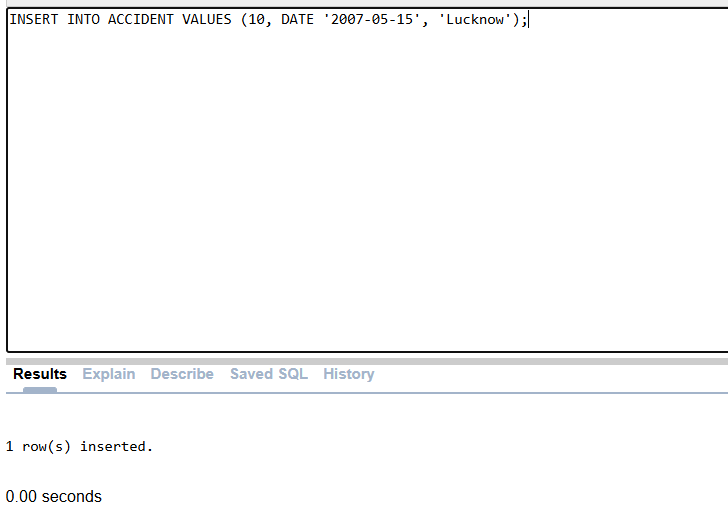 INSERT INTO ACCIDENT VALUES (10, DATE '2007-05-15', 'Lucknow');
Results Explain Describe Saved SQL History
1 row(s) inserted.
0.00 seconds